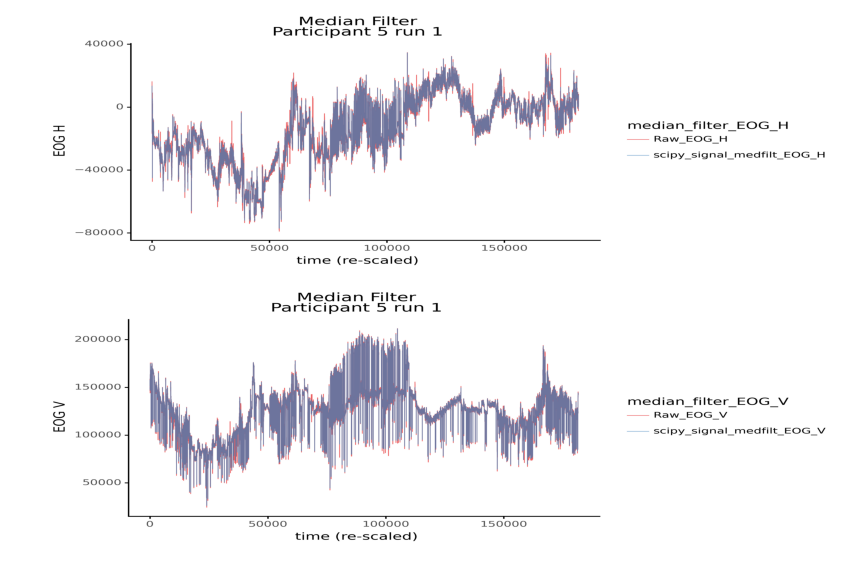 Median Filter
Participant 5 run 1
40000
0
−40000
−80000
EOG H
0 50000 100000 150000
time (re-scaled)
median_filter_EOG_H
Raw_EOG_H
scipy_signal_medfilt_EOG_H
Median Filter
Participant 5 run 1
200000
150000
100000
50000
EOG V
0 50000 100000 150000
time (re-scaled)
median_filter_EOG_V
Raw_EOG_V
scipy_signal_medfilt_EOG_V